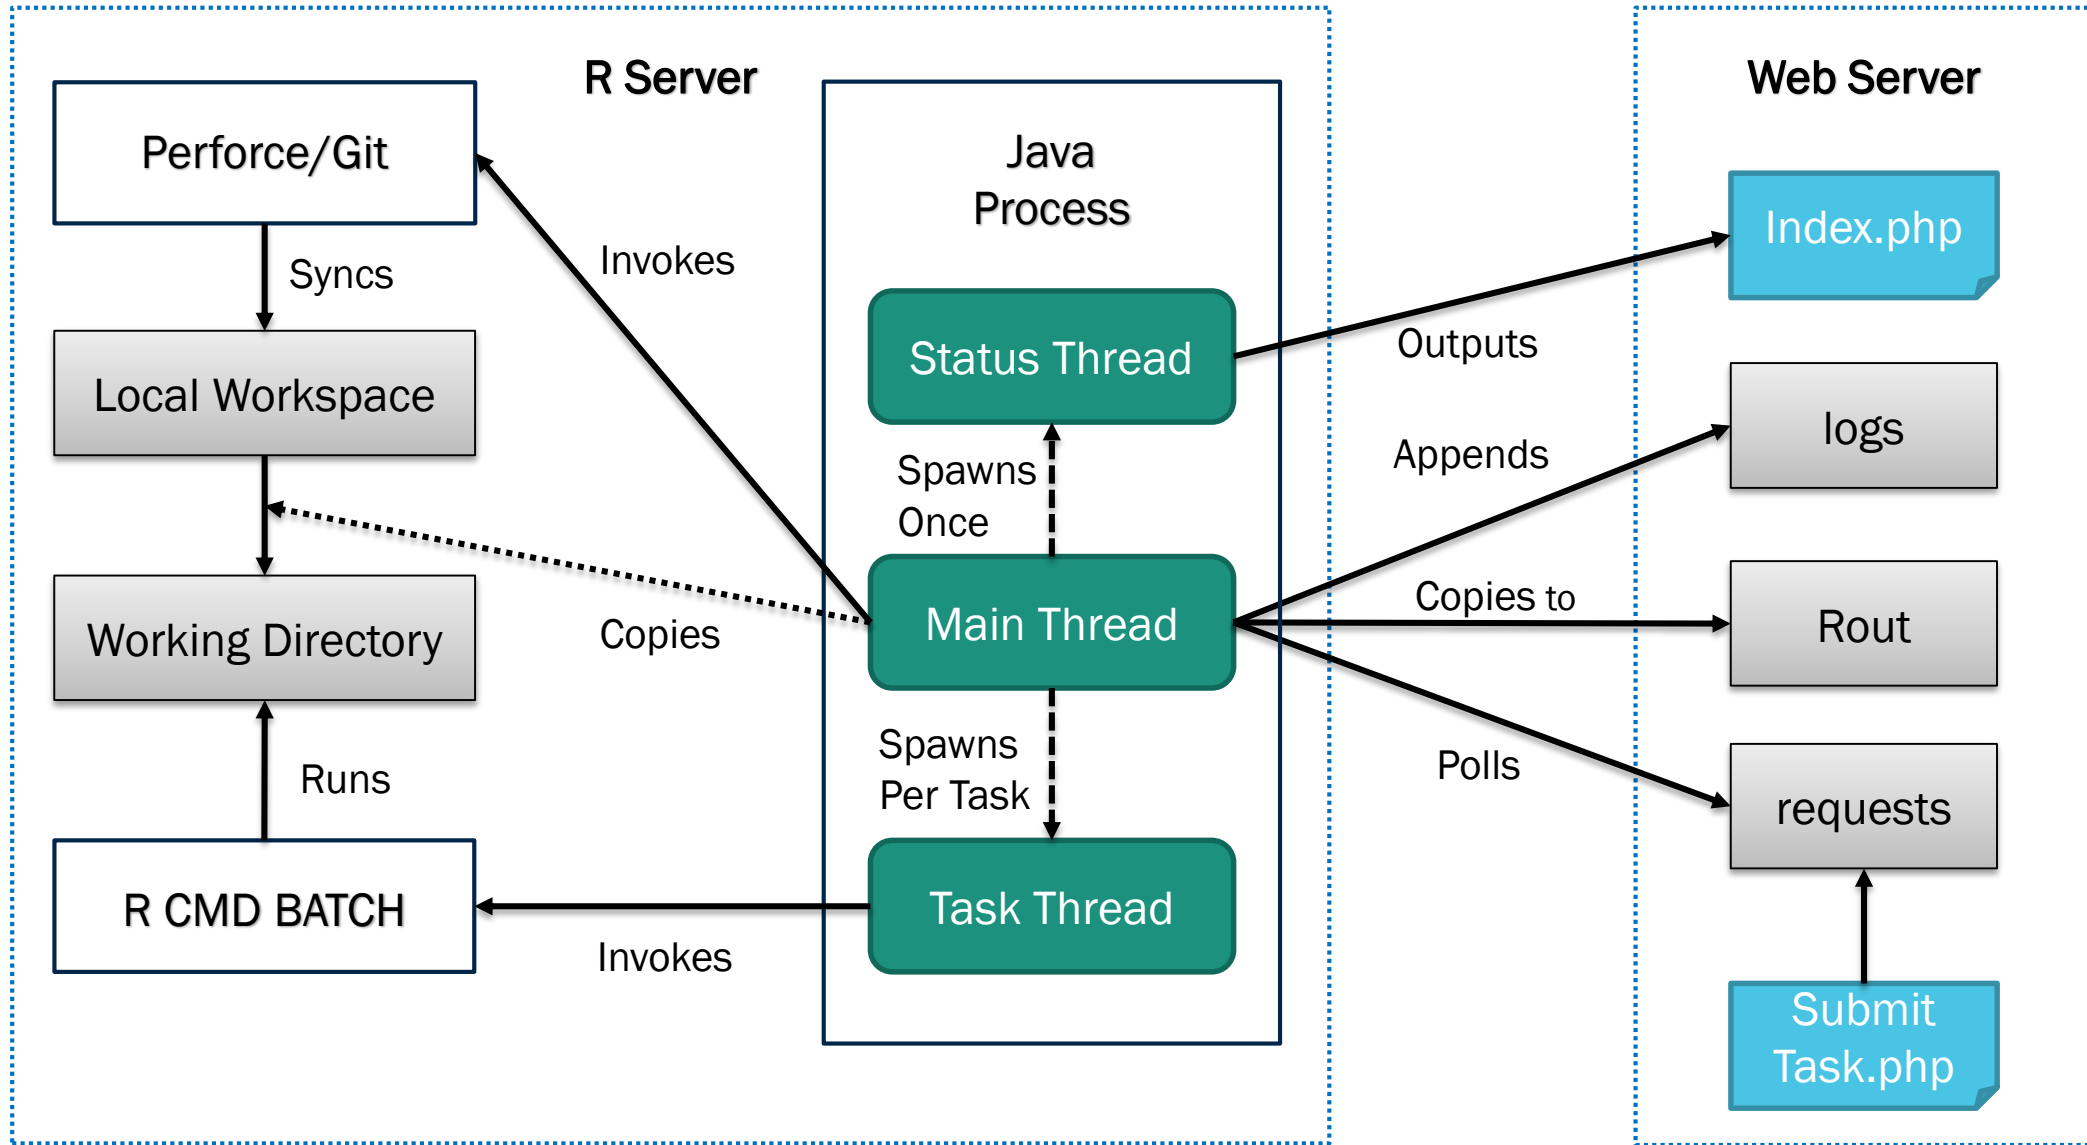 R Server
Perforce/Git
Syncs
Local Workspace
Working Directory
Runs
R CMD BATCH
Invokes
Copies
Invokes
Java
Process
Status Thread
Spawns
Once
Main Thread
Spawns
Per Task
Task Thread
Outputs
Appends
Copies to
Polls
Web Server
Index.php
logs
Rout
requests
Submit
Task.php